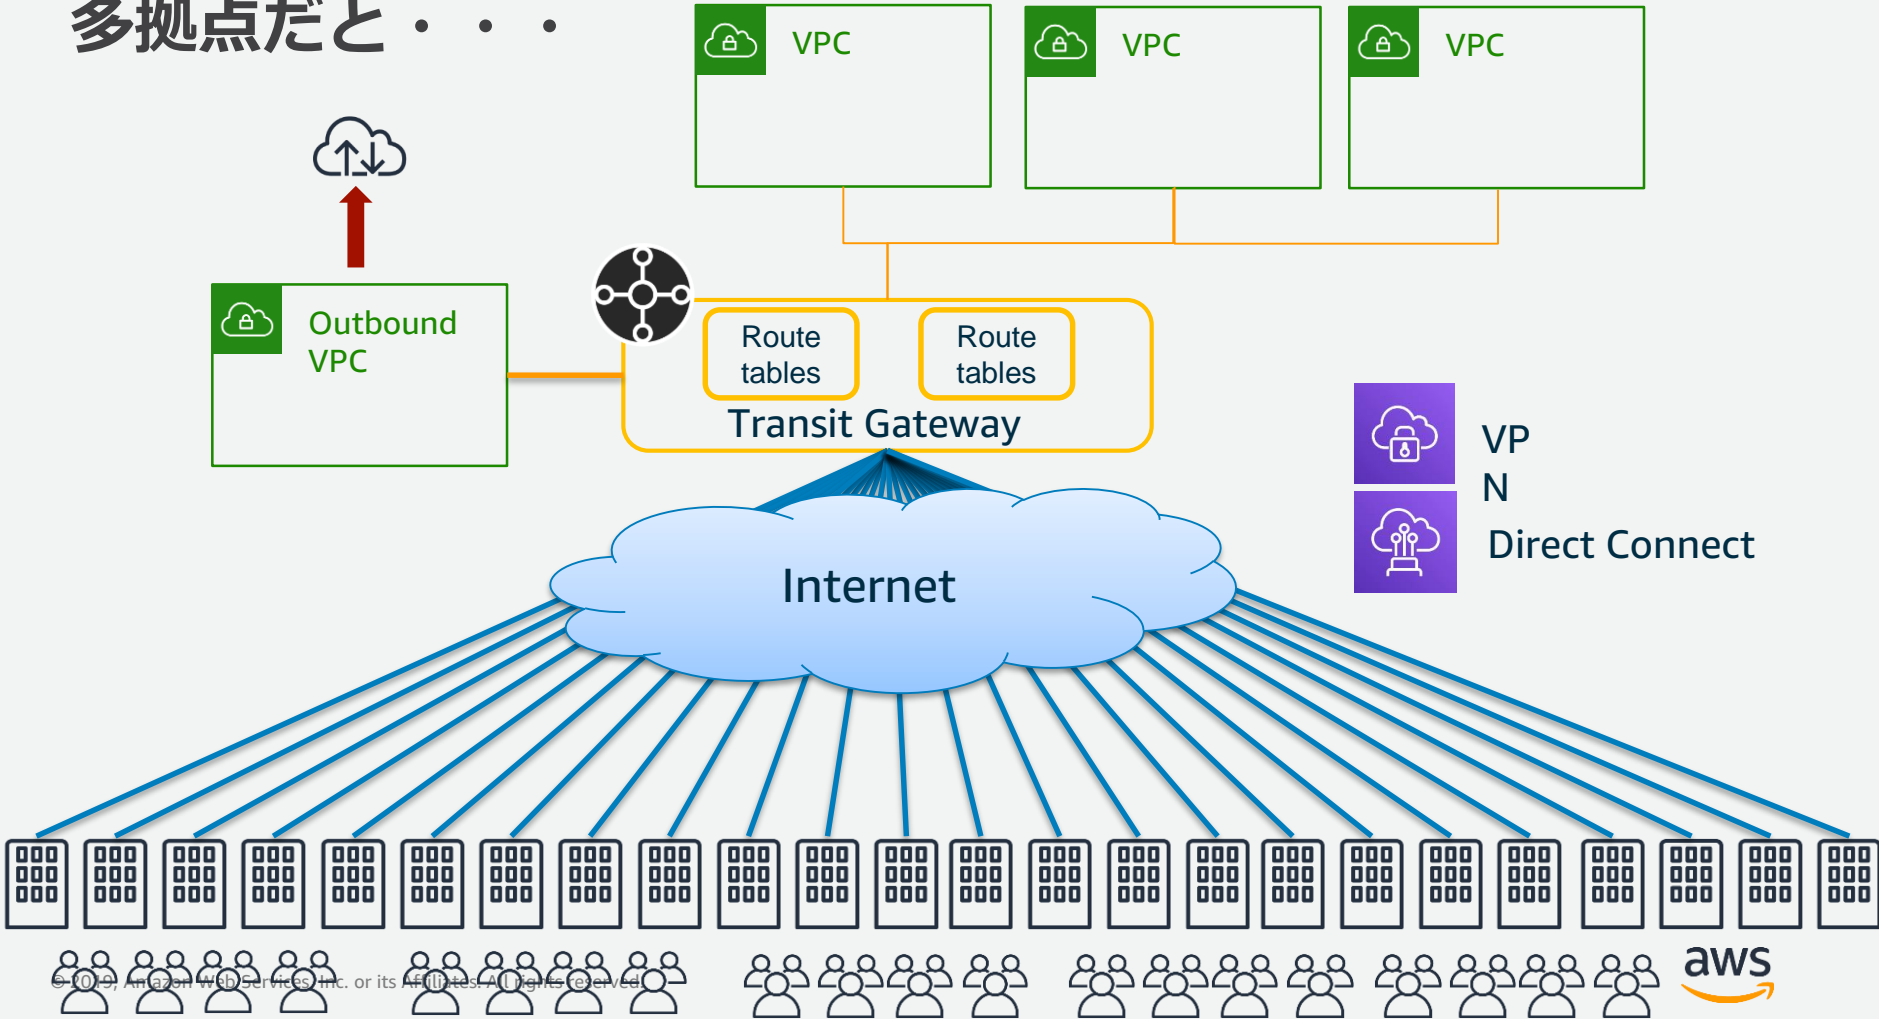 多拠点だと・・・
VPC
VPC
VPC
Outbound
VPC
Route
tables
Route
tables
Transit Gateway
VP
N
Direct Connect
Internet
© 2019, Amazon Web Services, Inc. or its Affiliates. All rights reserved.
aws